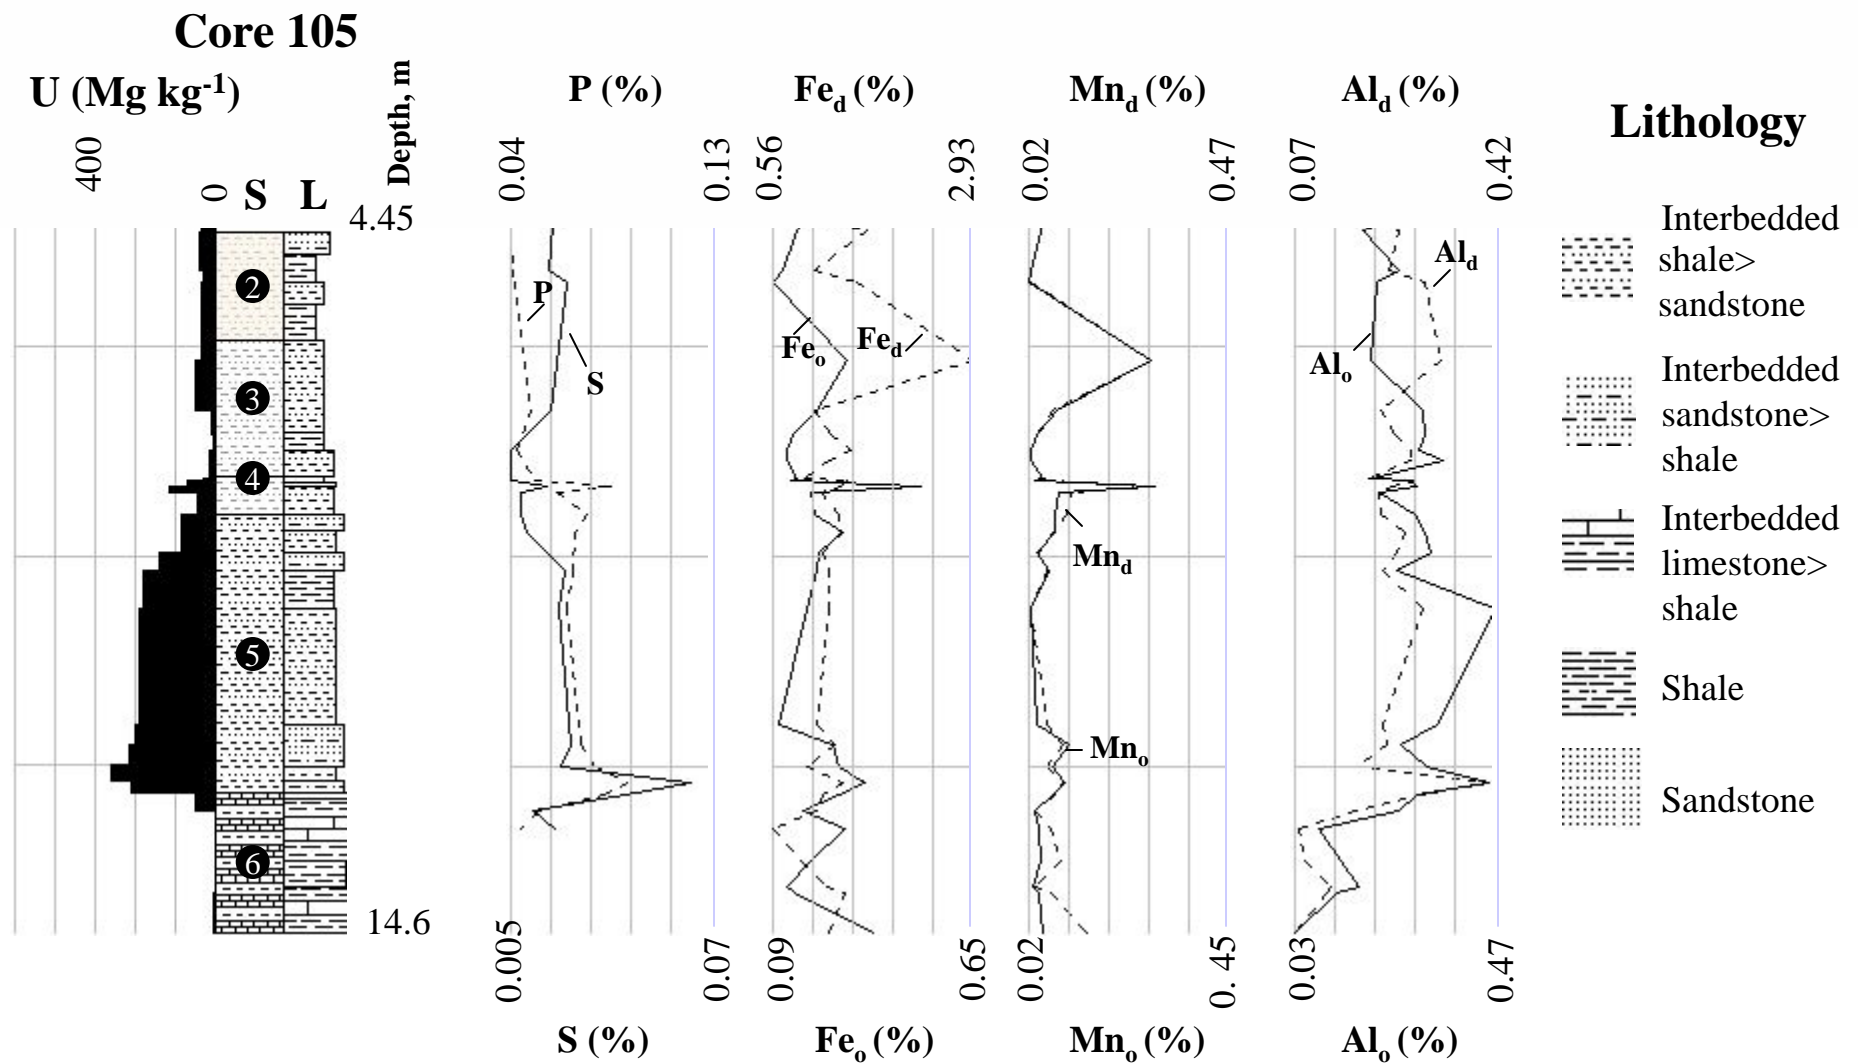 Core 105
U (Mg kg-1)
400
0
S
L
Depth, m
4.45
14.6
2
3
4
5
6
P (%)
0.04
0.13
P
S
0.005
0.07
S (%)
Fed (%)
0.56
2.93
Feo
Fed
0.09
0.65
Feo (%)
Mnd (%)
0.02
0.47
Mnd
Mno
0.02
0. 45
Mno (%)
Ald (%)
0.07
0.42
Ald
Alo
0.03
0.47
Alo (%)
Lithology
Interbedded
shale>
sandstone
Interbedded
sandstone>
shale
Interbedded
limestone>
shale
Shale
Sandstone